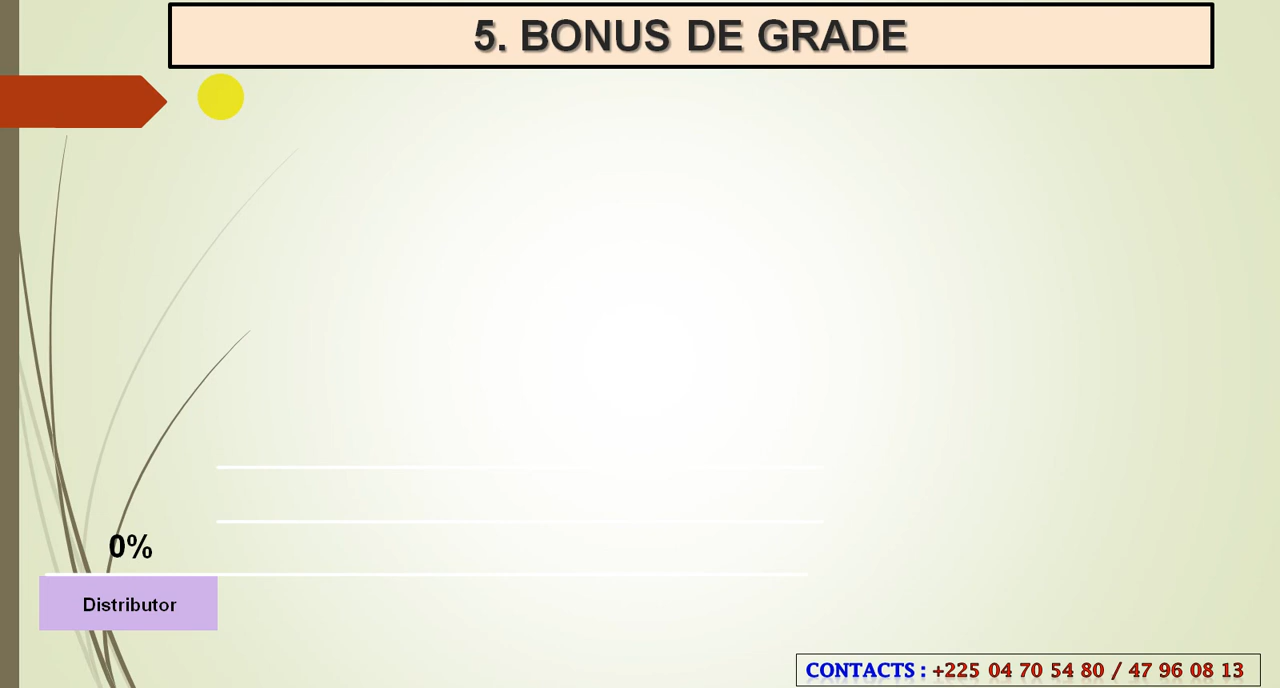 5. BONUS DE GRADE
0%
Distributor
CONTACTS : +225 04 70 54 80 / 47 96 08 13